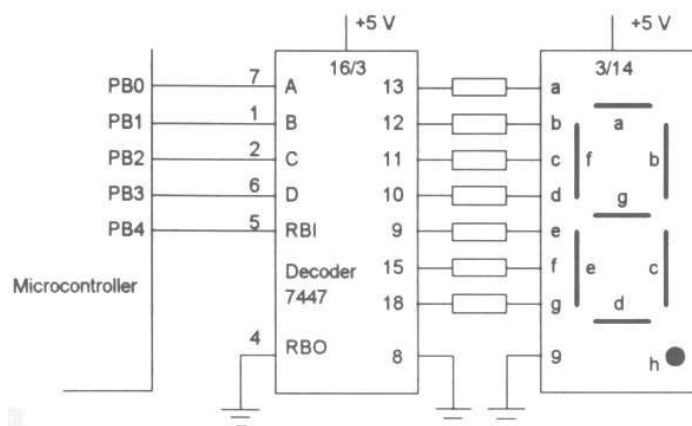 +5 V
+5 V
16/3
3/14
PB0 7 A 13 a
PB1 1 B 12 b
PB2 2 C 11 c
PB3 6 D 10 d
PB4 5 RBI 9 e
Decoder 15 f
7447 18 g
Microcontroller
4 RBO 8 9
a
f b
g
e c
d
h